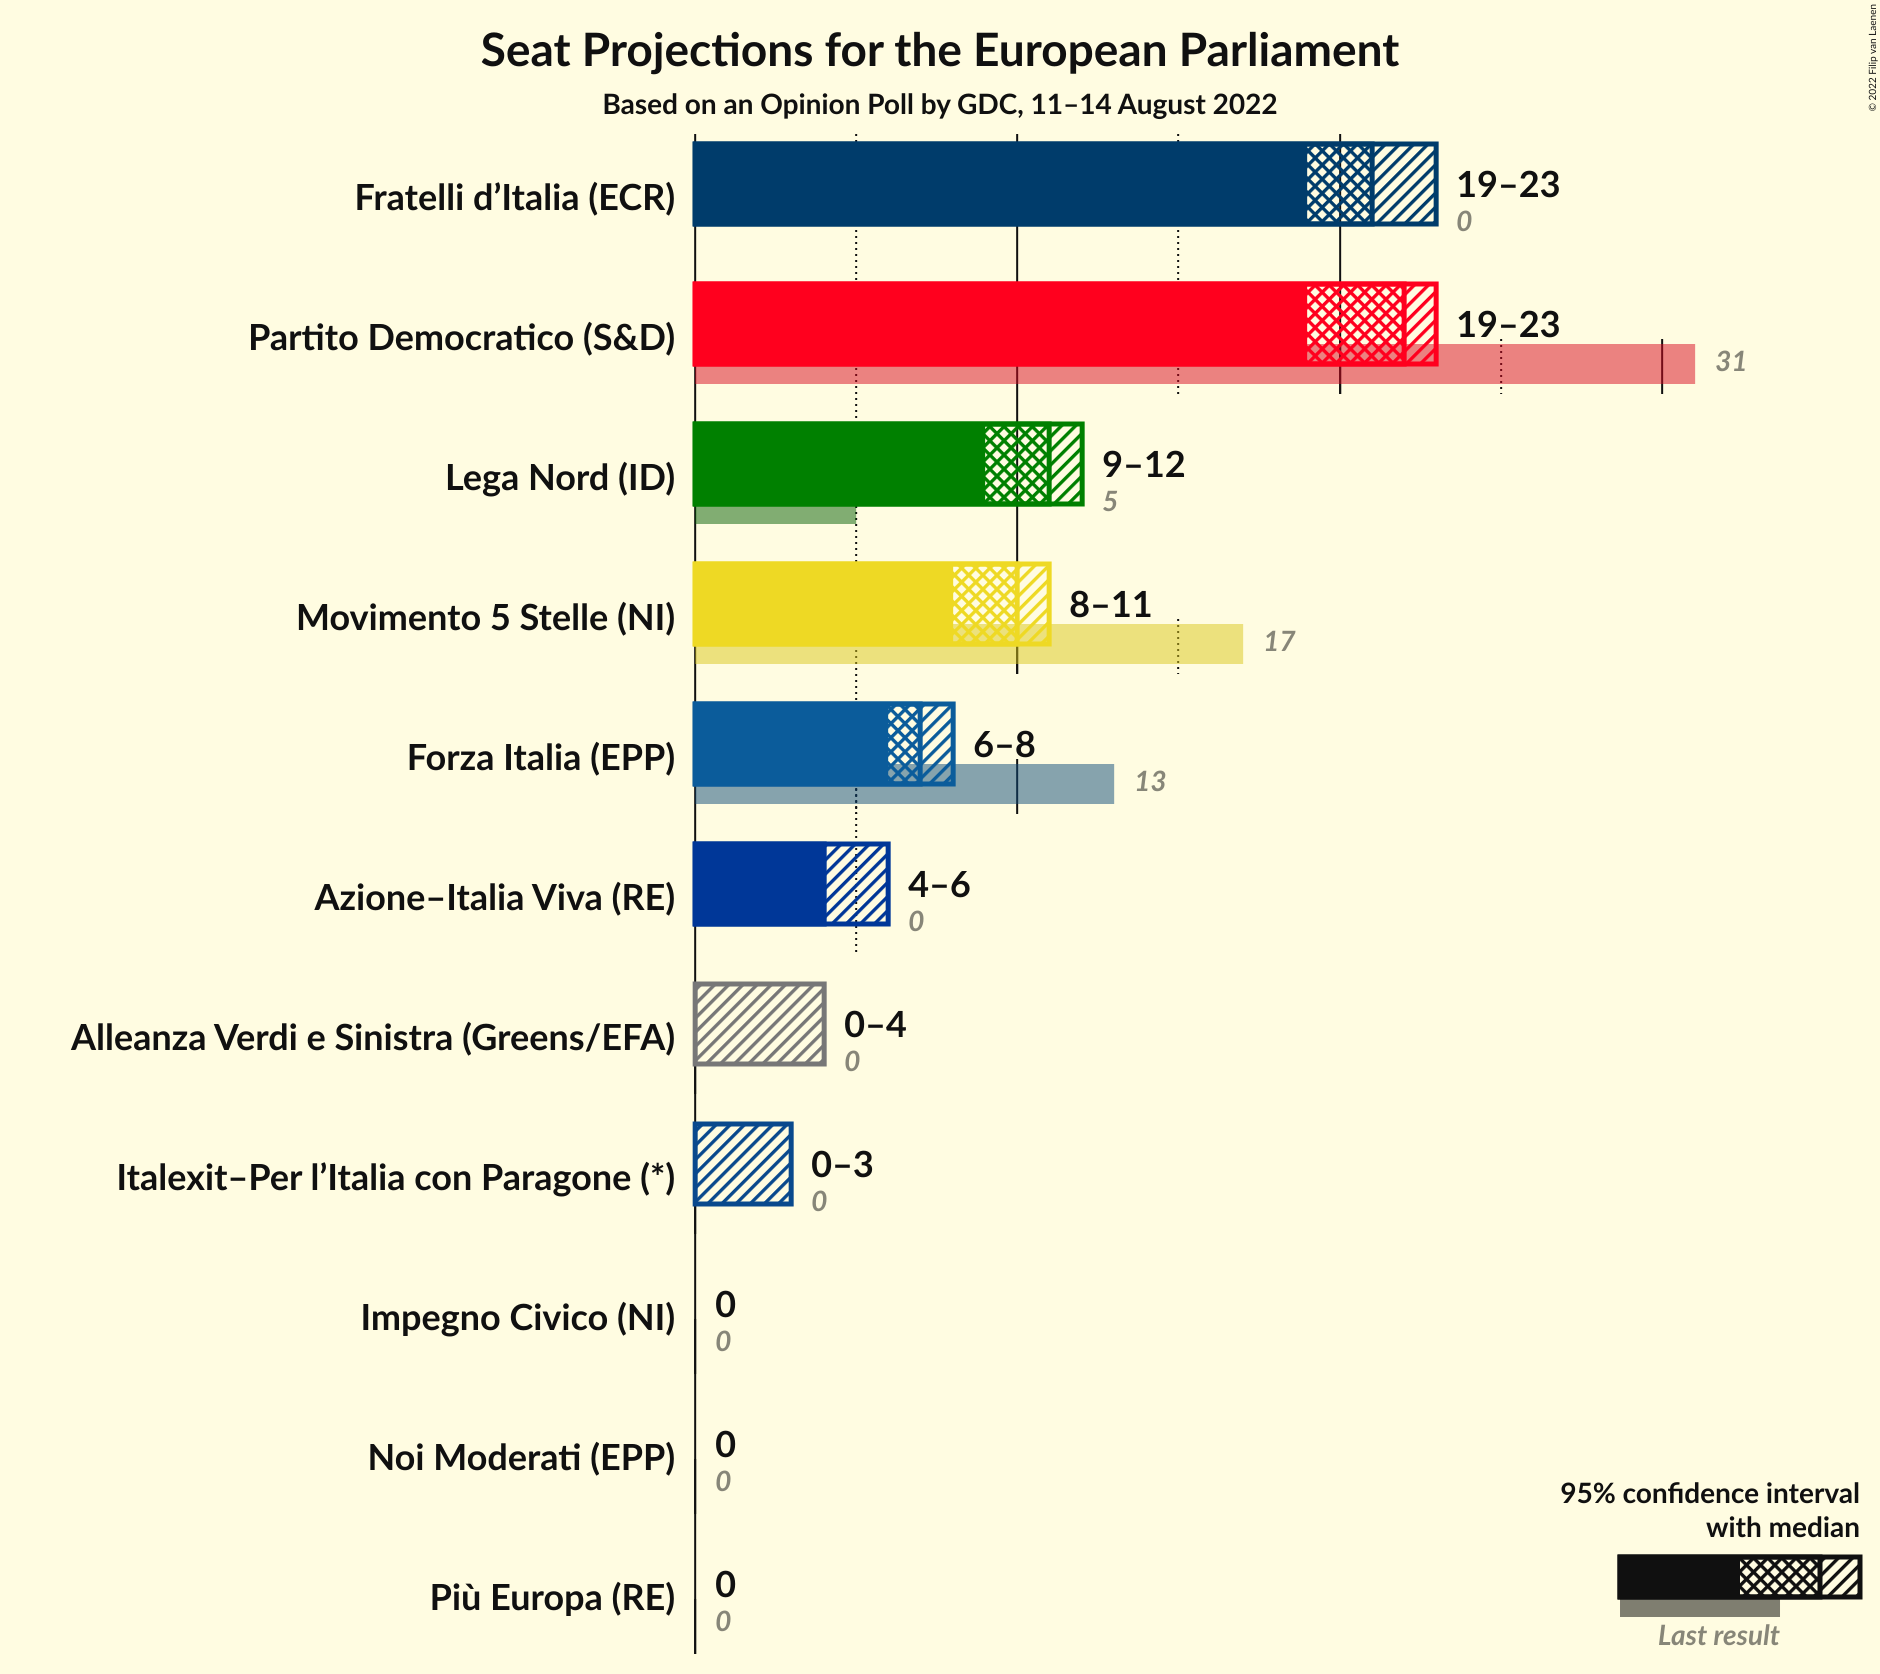 Seat Projections for the European Parliament
Based on an Opinion Poll by GDC, 11–14 August 2022
© 2022 Filip van Laenen
Fratelli d’Italia (ECR)
19–23
0
Partito Democratico (S&D)
19–23
31
Lega Nord (ID)
9–12
5
Movimento 5 Stelle (NI)
8–11
17
Forza Italia (EPP)
6–8
13
Azione–Italia Viva (RE)
4–6
0
Alleanza Verdi e Sinistra (Greens/EFA)
0–4
0
Italexit–Per l’Italia con Paragone (*)
0–3
0
Impegno Civico (NI)
0
0
Noi Moderati (EPP)
0
0
Più Europa (RE)
0
0
95% confidence interval
with median
Last result